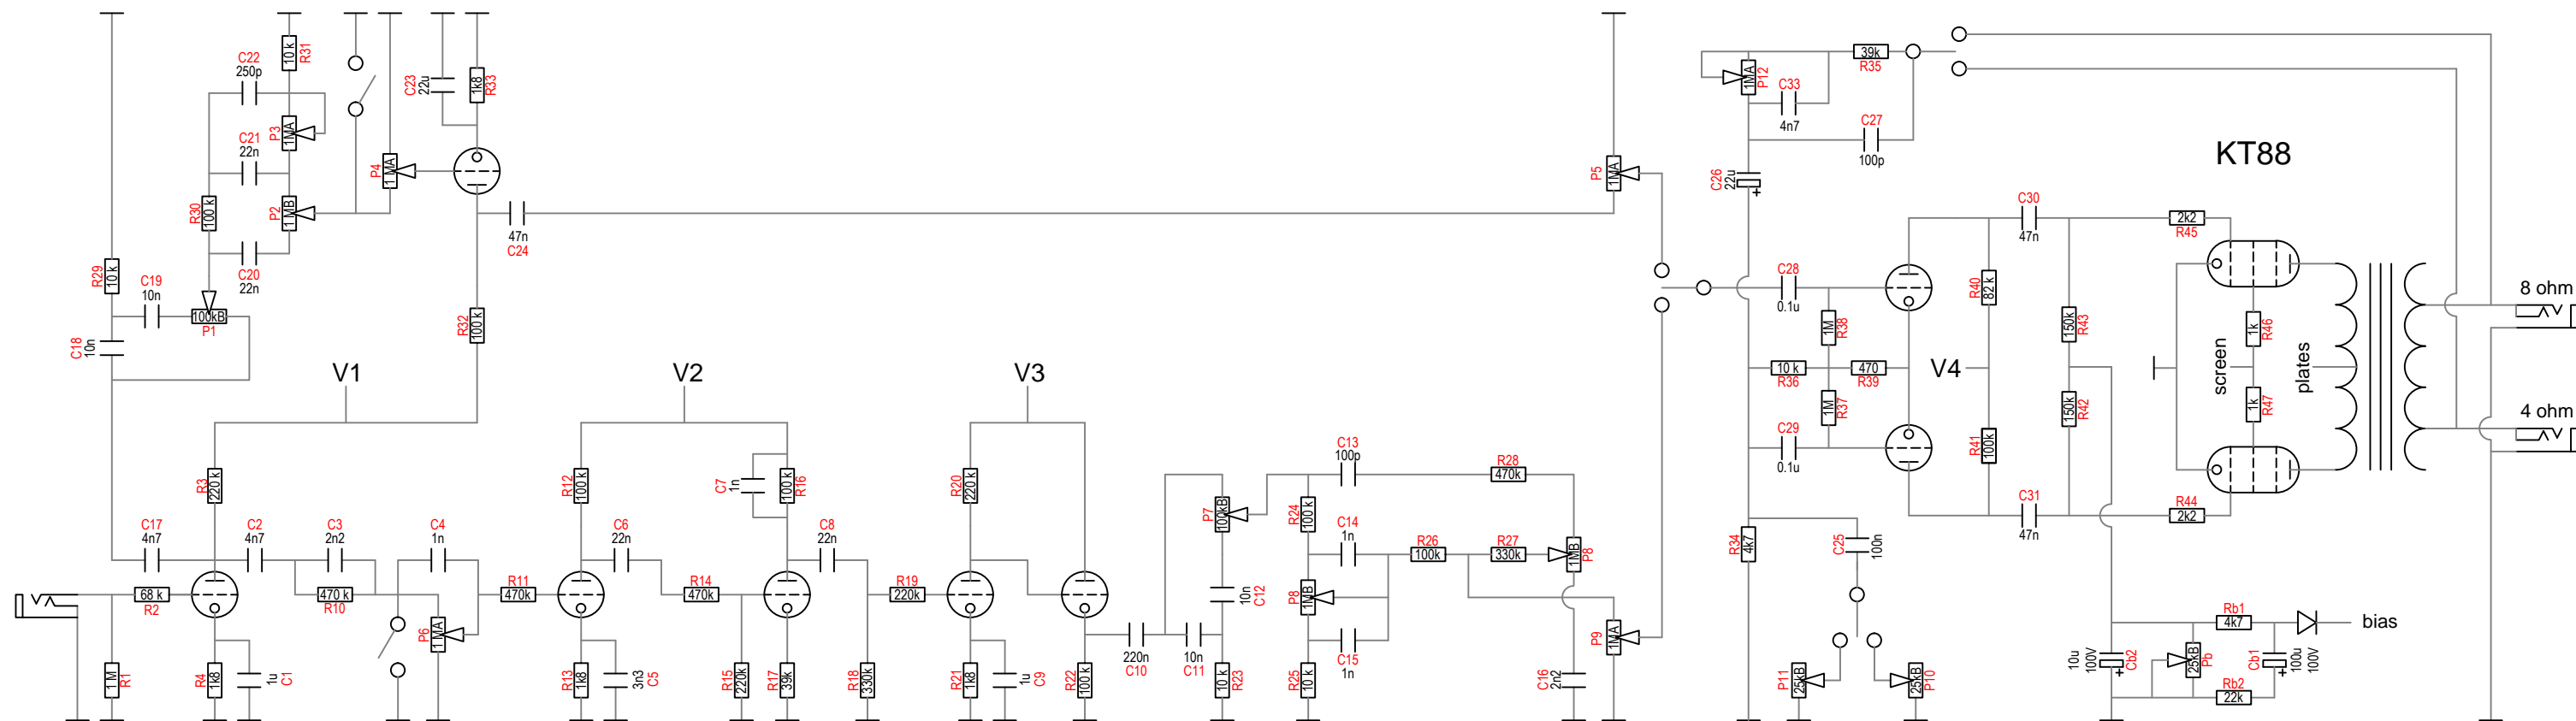 C22
250p
10 k
R31
C23
22u
1k8
R33
P3
1MA
C21
22n
P4
1 MA
R30
100 k
P2
1 MB
C20
22n
47n
C24
R29
10 k
C19
10n
100kB
P1
C18
10n
R32
100 k
P5
1MA
P12
1MA
39k
R35
C33
4n7
C27
100p
C26
22u
+
KT88
C28
0.1u
1M
R38
10 k
R36
470
R39
1M
R37
C29
0.1u
V4
R40
82 k
R41
100k
C30
47n
150k
R43
150k
R42
C31
47n
2k2
R45
R44
2k2
1k
R46
1k
R47
screen
plates
8 ohm
4 ohm
V1
V2
V3
R3
220 k
C17
4n7
C2
4n7
C3
2n2
C4
1n
68 k
R2
470 k
R10
R11
470k
P6
1MA
1 M
R1
R4
1k8
1u
C1
R12
100 k
C6
22n
C7
1n
100 k
R16
C8
22n
R14
470k
R13
1k8
3n3
C5
R15
220k
R17
39k
R18
330k
R19
220k
R20
220 k
R21
1k8
1u
C9
R22
100 k
220n
C10
10n
C11
10n
C12
P7
100kB
10 k
R23
C13
100p
R24
100 k
C14
1n
P8
1MB
C15
1n
R25
10 k
R26
100k
R27
330k
R28
470k
1MB
P8
C16
2n2
P9
1MA
R34
4k7
C25
100n
P11
25kB
25kB
P10
Rb1
4k7
bias
10u
100V
+
Cb2
25kB
Pb
Cb1
+
100u
100V
Rb2
22k